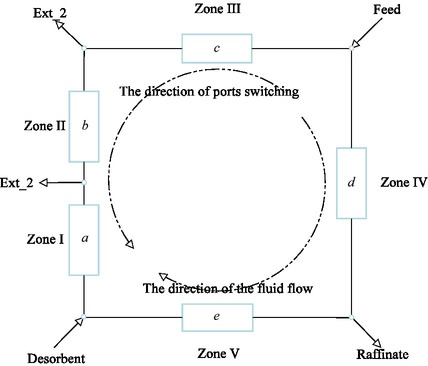 Zone III
Ext_2
Feed
c
The direction of ports switching
Zone II
b
Ext_2
d
Zone IV
Zone I
a
The direction of the fluid flow
e
Desorbent
Zone V
Raffinate